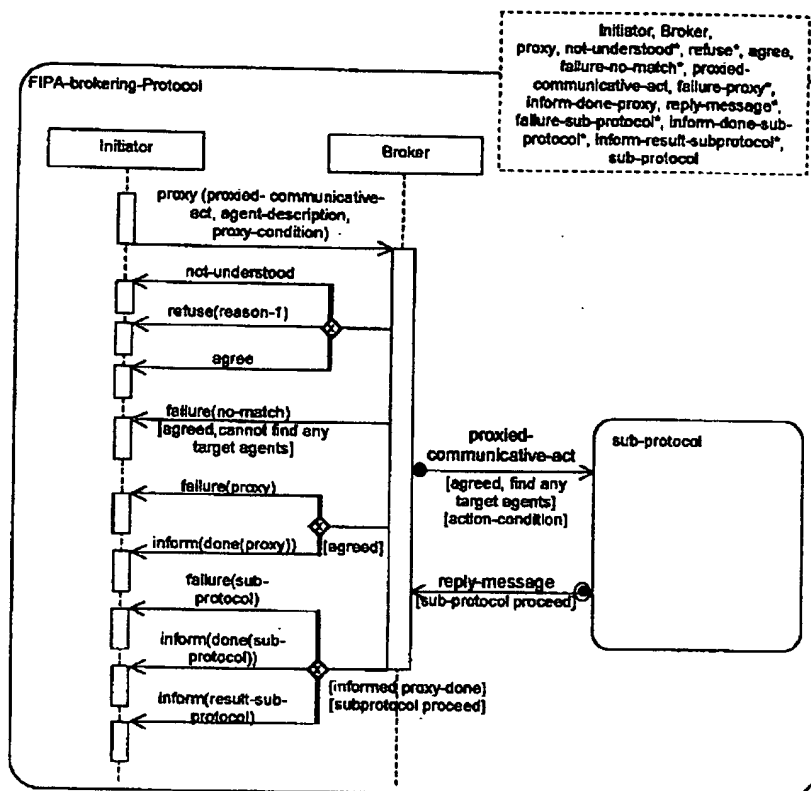 Initiator, Broker,
proxy, not-understood*, refuse*, agree,
failure-no-match*, proxied-
communicative-act, failure-proxy*,
inform-done-proxy, reply-message*,
failure-sub-protocol*, inform-done-sub-
protocol*, inform-result-subprotocol*,
sub-protocol
FIPA-brokering-Protocol
Initiator
Broker
proxy (proxied- communicative-
act, agent-description,
proxy-condition)
not-understood
refuse(reason-1)
x
agree
failure(no-match)
[agreed,cannot find any
target agents]
proxied-
communicative-act
[agreed, find any
target agents]
[action-condition]
sub-protocol
failure(proxy)
x
inform(done(proxy))
[agreed]
reply-message
[sub-protocol proceed]
failure(sub-
protocol)
inform(done(sub-
protocol))
x
[informed proxy-done]
[subprotocol proceed]
inform(result-sub-
protocol)